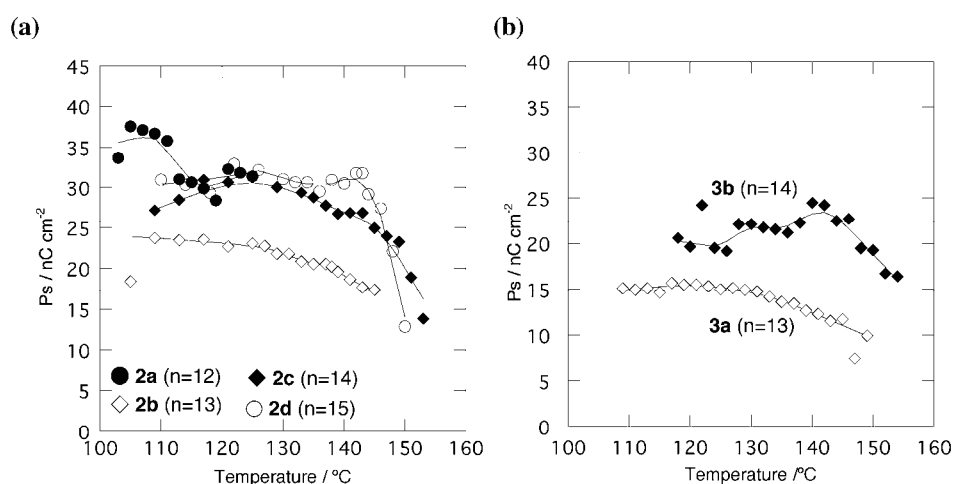 (a)
45
40
35
30
25
20
15
10
5
0
Ps / nC cm-2
2a (n=12)
2b (n=13)
2c (n=14)
2d (n=15)
100 110 120 130 140 150 160
Temperature / ºC
(b)
40
35
30
25
20
15
10
5
0
Ps / nC cm-2
3b (n=14)
3a (n=13)
100 110 120 130 140 150 160
Temperature /ºC